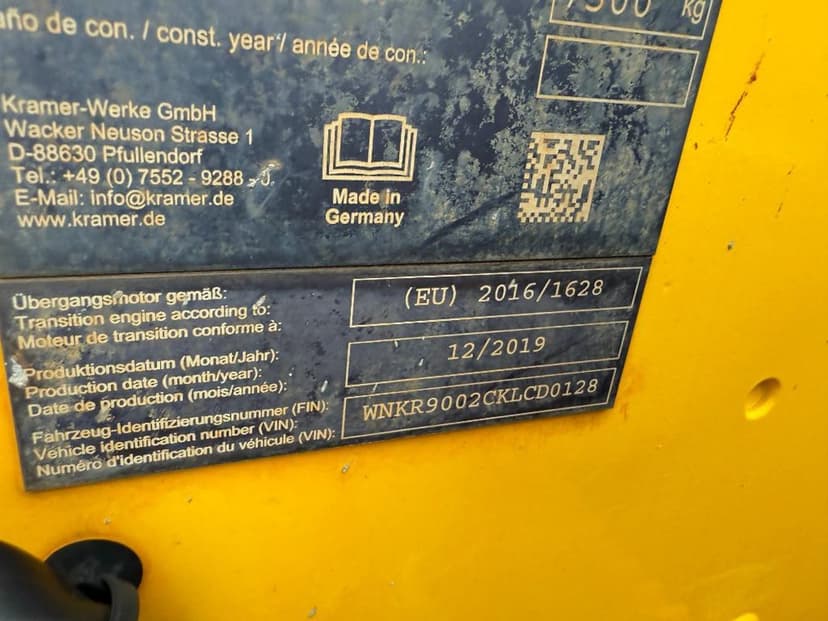 año de con. / const. year / année de con.:
kg
Kramer-Werke GmbH
Wacker Neuson Strasse 1
D-88630 Pfullendorf
Tel.: +49 (0) 7552 - 9288 - 0
E-Mail: info@kramer.de
www.kramer.de
Made in
Germany
Übergangsmotor gemäß:
Transition engine according to:
Moteur de transition conforme à:
(EU) 2016/1628
Produktionsdatum (Monat/Jahr):
Production date (month/year):
Date de production (mois/année):
12/2019
Fahrzeug-Identifizierungsnummer (FIN):
Vehicle identification number (VIN):
Numéro d'identification du véhicule (VIN):
WNKR9002CKLCD0128